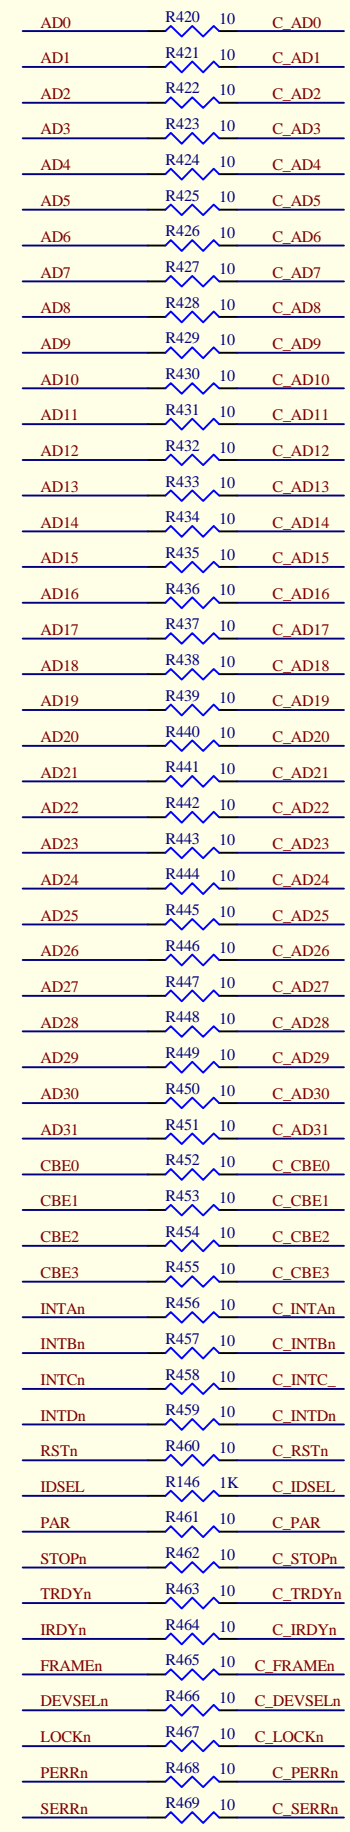 AD0 R420 10 C_AD0
AD1 R421 10 C_AD1
AD2 R422 10 C_AD2
AD3 R423 10 C_AD3
AD4 R424 10 C_AD4
AD5 R425 10 C_AD5
AD6 R426 10 C_AD6
AD7 R427 10 C_AD7
AD8 R428 10 C_AD8
AD9 R429 10 C_AD9
AD10 R430 10 C_AD10
AD11 R431 10 C_AD11
AD12 R432 10 C_AD12
AD13 R433 10 C_AD13
AD14 R434 10 C_AD14
AD15 R435 10 C_AD15
AD16 R436 10 C_AD16
AD17 R437 10 C_AD17
AD18 R438 10 C_AD18
AD19 R439 10 C_AD19
AD20 R440 10 C_AD20
AD21 R441 10 C_AD21
AD22 R442 10 C_AD22
AD23 R443 10 C_AD23
AD24 R444 10 C_AD24
AD25 R445 10 C_AD25
AD26 R446 10 C_AD26
AD27 R447 10 C_AD27
AD28 R448 10 C_AD28
AD29 R449 10 C_AD29
AD30 R450 10 C_AD30
AD31 R451 10 C_AD31
CBE0 R452 10 C_CBE0
CBE1 R453 10 C_CBE1
CBE2 R454 10 C_CBE2
CBE3 R455 10 C_CBE3
INTAn R456 10 C_INTAn
INTBn R457 10 C_INTBn
INTCn R458 10 C_INTC_
INTDn R459 10 C_INTDn
RSTn R460 10 C_RSTn
IDSEL R146 1K C_IDSEL
PAR R461 10 C_PAR
STOPn R462 10 C_STOPn
TRDYn R463 10 C_TRDYn
IRDYn R464 10 C_IRDYn
FRAMEn R465 10 C_FRAMEn
DEVSELn R466 10 C_DEVSELn
LOCKn R467 10 C_LOCKn
PERRn R468 10 C_PERRn
SERRn R469 10 C_SERRn